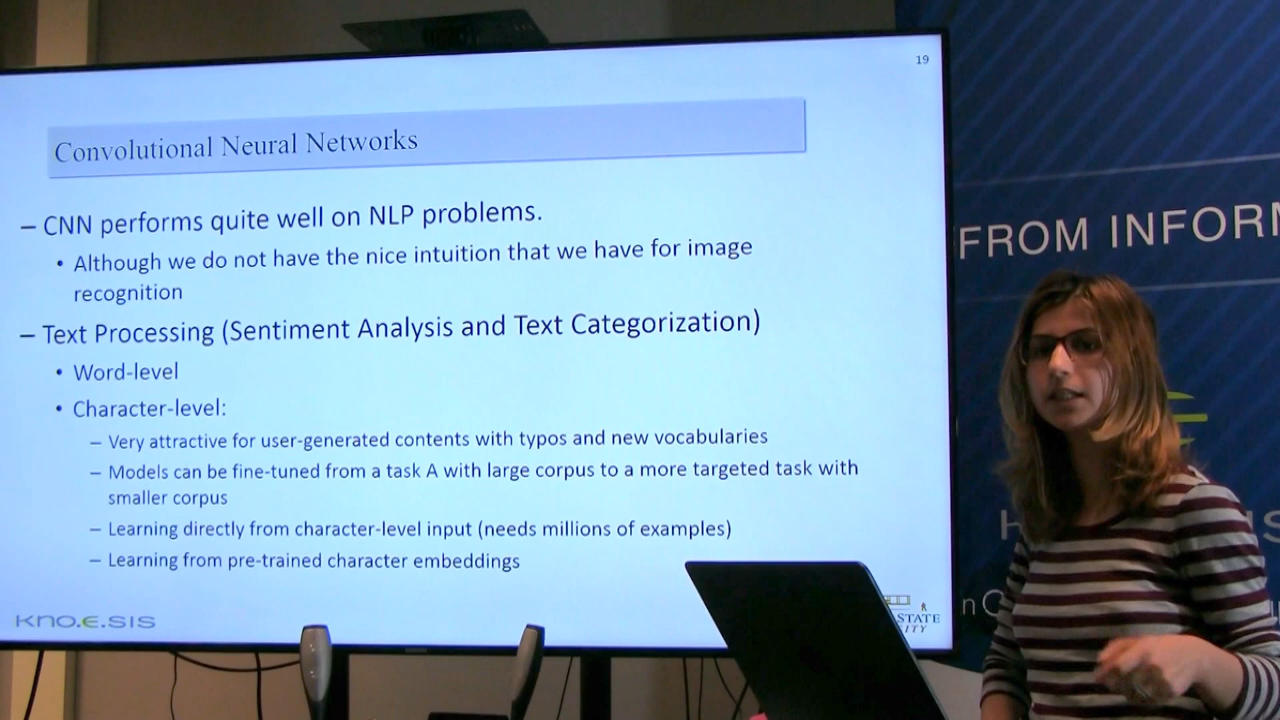 19
Convolutional Neural Networks
– CNN performs quite well on NLP problems.
• Although we do not have the nice intuition that we have for image
recognition
– Text Processing (Sentiment Analysis and Text Categorization)
• Word-level
• Character-level:
– Very attractive for user-generated contents with typos and new vocabularies
– Models can be fine-tuned from a task A with large corpus to a more targeted task with
smaller corpus
– Learning directly from character-level input (needs millions of examples)
– Learning from pre-trained character embeddings
KNO.E.SIS
STATE
FROM INFORM